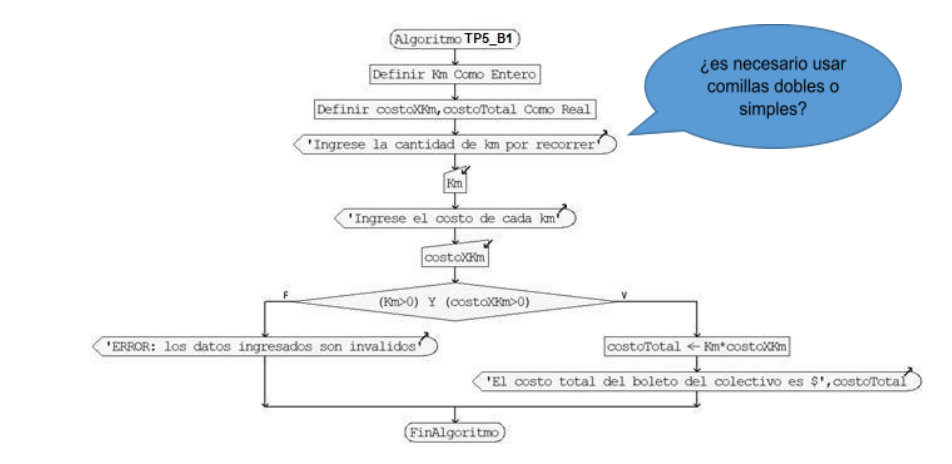 Algoritmo TP5_B1
¿es necesario usar
comillas dobles o
simples?
Definir Km Como Entero
Definir costoXKm,costoTotal Como Real
'Ingrese la cantidad de km por recorrer'
Km
'Ingrese el costo de cada km'
costoXKm
F
(Km>0) Y (costoXKm>0)
V
'ERROR: los datos ingresados son invalidos'
costoTotal ← Km*costoXKm
'El costo total del boleto del colectivo es $',costoTotal
FinAlgoritmo